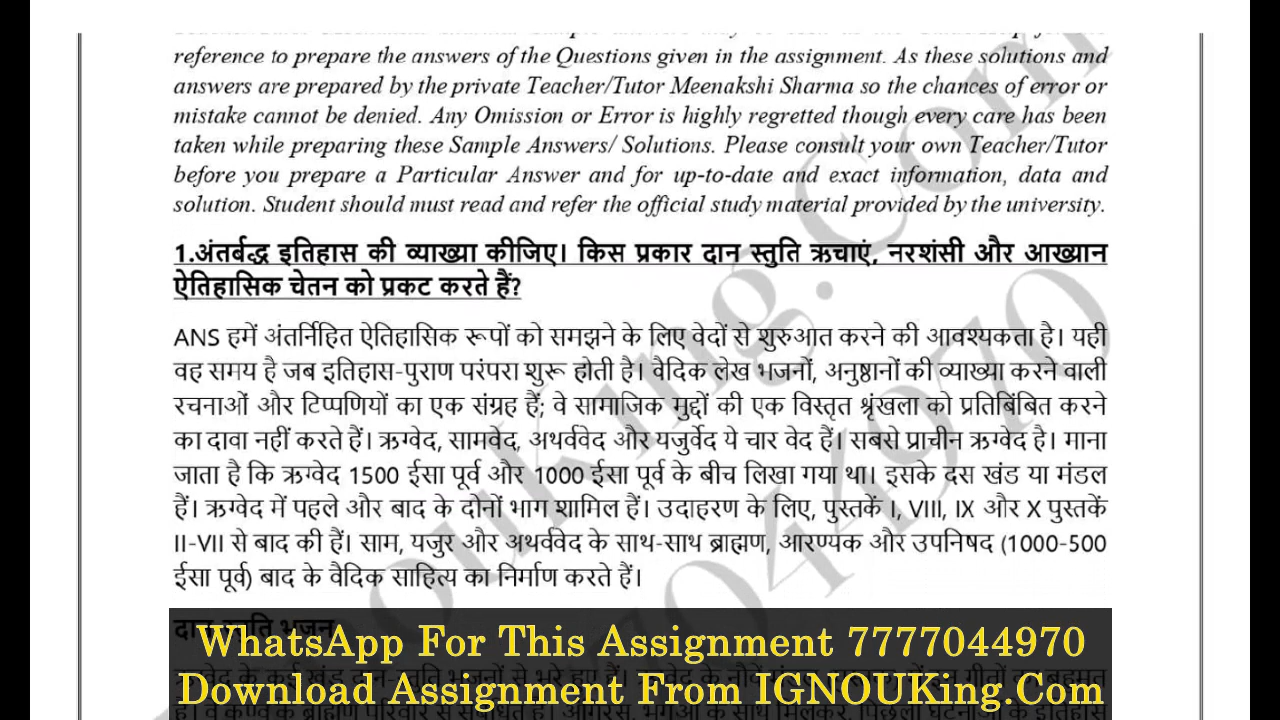 reference to prepare the answers of the Questions given in the assignment. As these solutions and
answers are prepared by the private Teacher/Tutor Meenakshi Sharma so the chances of error or
mistake cannot be denied. Any Omission or Error is highly regretted though every care has been
taken while preparing these Sample Answers/ Solutions. Please consult your own Teacher/Tutor
before you prepare a Particular Answer and for up-to-date and exact information, data and
solution. Student should must read and refer the official study material provided by the university.
1.अंतर्बद्ध इतिहास की व्याख्या कीजिए। किस प्रकार दान स्तुति ऋचाएं, नरशंसी और आख्यान
ऐतिहासिक चेतन को प्रकट करते हैं?
ANS हमें अंतर्निहित ऐतिहासिक रूपों को समझने के लिए वेदों से शुरुआत करने की आवश्यकता है। यही
वह समय है जब इतिहास-पुराण परंपरा शुरू होती है। वैदिक लेख भजनों, अनुष्ठानों की व्याख्या करने वाली
रचनाओं और टिप्पणियों का एक संग्रह हैं; वे सामाजिक मुद्दों की एक विस्तृत श्रृंखला को प्रतिबिंबित करने
का दावा नहीं करते हैं। ऋग्वेद, सामवेद, अथर्ववेद और यजुर्वेद ये चार वेद हैं। सबसे प्राचीन ऋग्वेद है। माना
जाता है कि ऋग्वेद 1500 ईसा पूर्व और 1000 ईसा पूर्व के बीच लिखा गया था। इसके दस खंड या मंडल
हैं। ऋग्वेद में पहले और बाद के दोनों भाग शामिल हैं। उदाहरण के लिए, पुस्तकें I, VIII, IX और X पुस्तकें
II-VII से बाद की हैं। साम, यजुर और अथर्ववेद के साथ-साथ ब्राह्मण, आरण्यक और उपनिषद (1000-500
ईसा पूर्व) बाद के वैदिक साहित्य का निर्माण करते हैं।
WhatsApp For This Assignment 7777044970
Download Assignment From IGNOUKing.Com